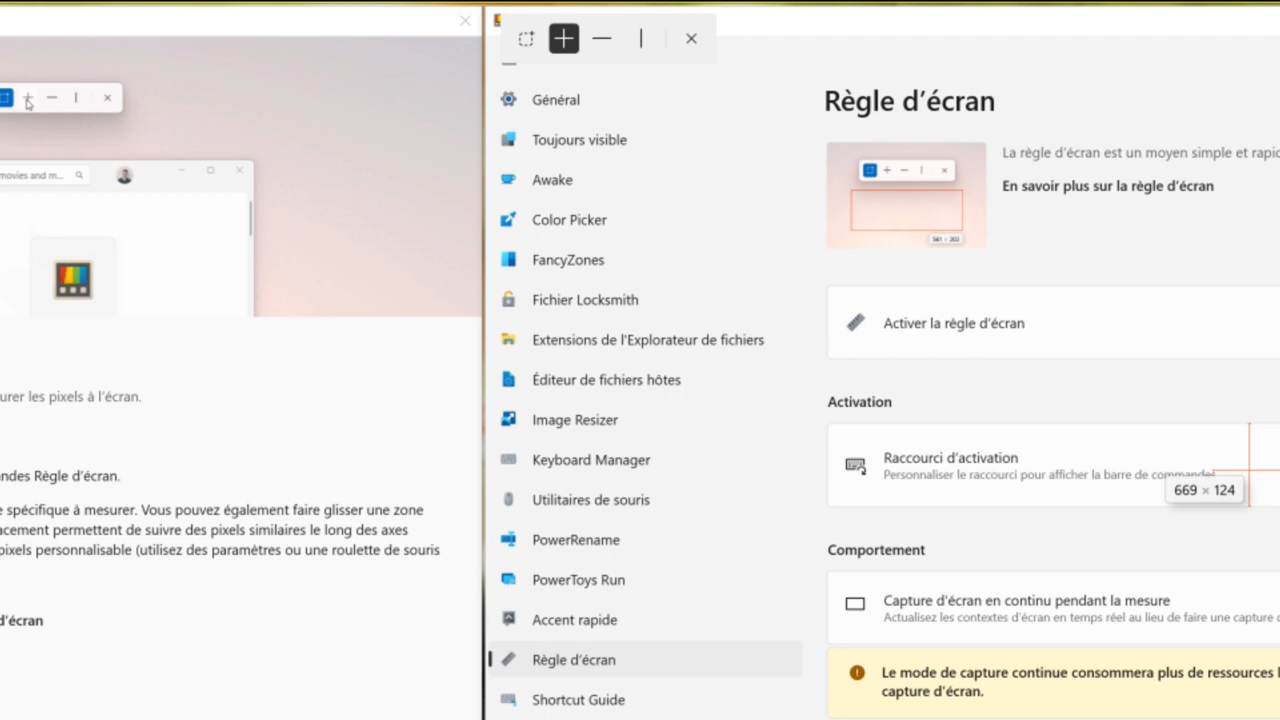 movies and m...
urer les pixels à l'écran.
ndes Règle d'écran.
e spécifique à mesurer. Vous pouvez également faire glisser une zone
acement permettent de suivre des pixels similaires le long des axes
pixels personnalisable (utilisez des paramètres ou une roulette de souris
d'écran
Général
Toujours visible
Awake
Color Picker
FancyZones
Fichier Locksmith
Extensions de l'Explorateur de fichiers
Éditeur de fichiers hôtes
Image Resizer
Keyboard Manager
Utilitaires de souris
PowerRename
PowerToys Run
Accent rapide
Règle d'écran
Shortcut Guide
Règle d'écran
561 × 202
La règle d'écran est un moyen simple et rapid
En savoir plus sur la règle d'écran
Activer la règle d'écran
Activation
Raccourci d'activation
Personnaliser le raccourci pour afficher la barre de commandes
669 × 124
Comportement
Capture d'écran en continu pendant la mesure
Actualisez les contextes d'écran en temps réel au lieu de faire une capture d
Le mode de capture continue consommera plus de ressources l
capture d'écran.